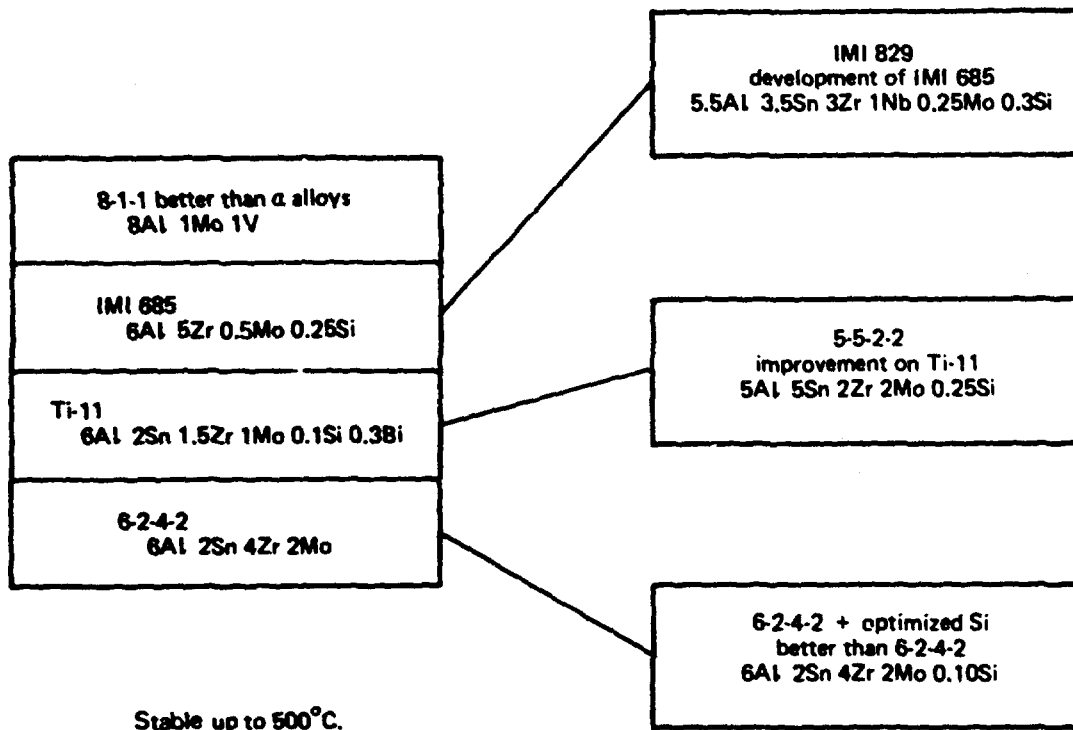 8-1-1 better than α alloys
8Al 1Mo 1V
IMI 685
6Al 5Zr 0.5Mo 0.25Si
Ti-11
6Al 2Sn 1.5Zr 1Mo 0.1Si 0.3Bi
6-2-4-2
6Al 2Sn 4Zr 2Mo
Stable up to 500°C.
IMI 829
development of IMI 685
5.5Al 3.5Sn 3Zr 1Nb 0.25Mo 0.3Si
5-5-2-2
improvement on Ti-11
5Al 5Sn 2Zr 2Mo 0.25Si
6-2-4-2 + optimized Si
better than 6-2-4-2
6Al 2Sn 4Zr 2Mo 0.10Si